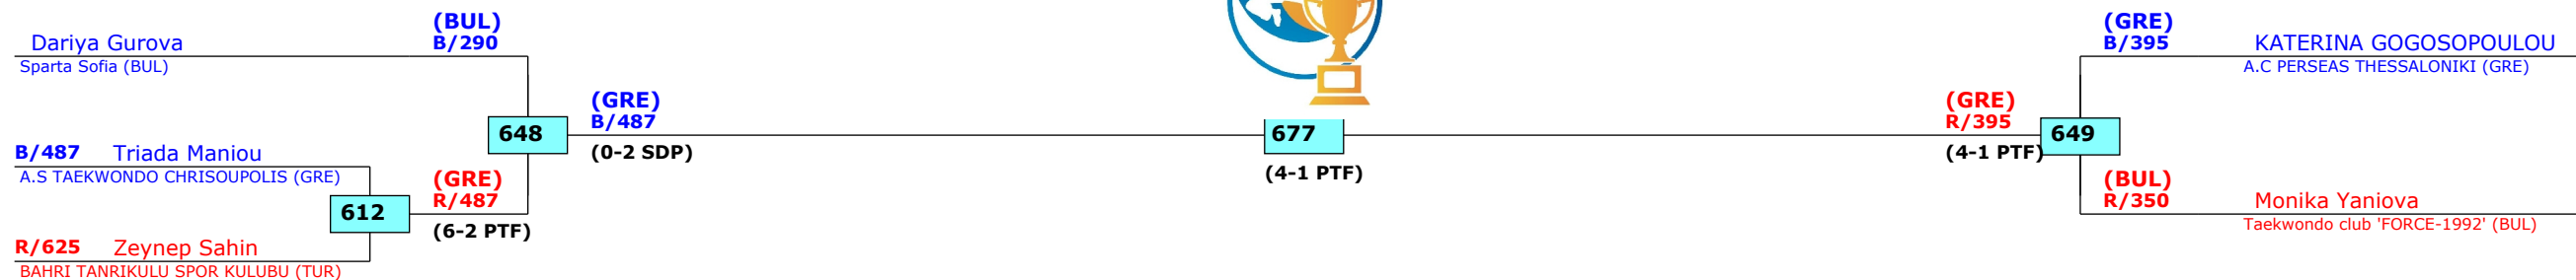 (BUL)
B/290
Dariya Gurova
Sparta Sofia (BUL)
648
(GRE)
B/487
(0-2 SDP)
B/487 Triada Maniou
A.S TAEKWONDO CHRISOUPOLIS (GRE)
612
(GRE)
R/487
(6-2 PTF)
R/625 Zeynep Sahin
BAHRI TANRIKULU SPOR KULUBU (TUR)
677
(4-1 PTF)
(GRE)
B/395
KATERINA GOGOSOPOULOU
A.C PERSEAS THESSALONIKI (GRE)
(GRE)
R/395
(4-1 PTF)
649
(BUL)
R/350
Monika Yaniova
Taekwondo club 'FORCE-1992' (BUL)